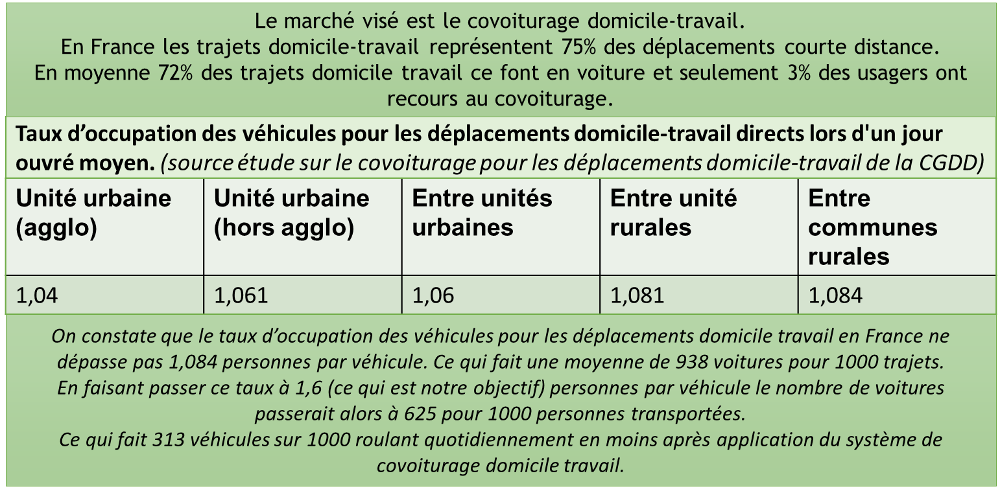 Le marché visé est le covoiturage domicile-travail.
En France les trajets domicile-travail représentent 75% des déplacements courte distance.
En moyenne 72% des trajets domicile travail ce font en voiture et seulement 3% des usagers ont
recours au covoiturage.
Taux d’occupation des véhicules pour les déplacements domicile-travail directs lors d'un jour
ouvré moyen. (source étude sur le covoiturage pour les déplacements domicile-travail de la CGDD)
Unité urbaine
(agglo)
Unité urbaine
(hors agglo)
Entre unités
urbaines
Entre unité
rurales
Entre
communes
rurales
1,04
1,061
1,06
1,081
1,084
On constate que le taux d’occupation des véhicules pour les déplacements domicile travail en France ne
dépasse pas 1,084 personnes par véhicule. Ce qui fait une moyenne de 938 voitures pour 1000 trajets.
En faisant passer ce taux à 1,6 (ce qui est notre objectif) personnes par véhicule le nombre de voitures
passerait alors à 625 pour 1000 personnes transportées.
Ce qui fait 313 véhicules sur 1000 roulant quotidiennement en moins après application du système de
covoiturage domicile travail.